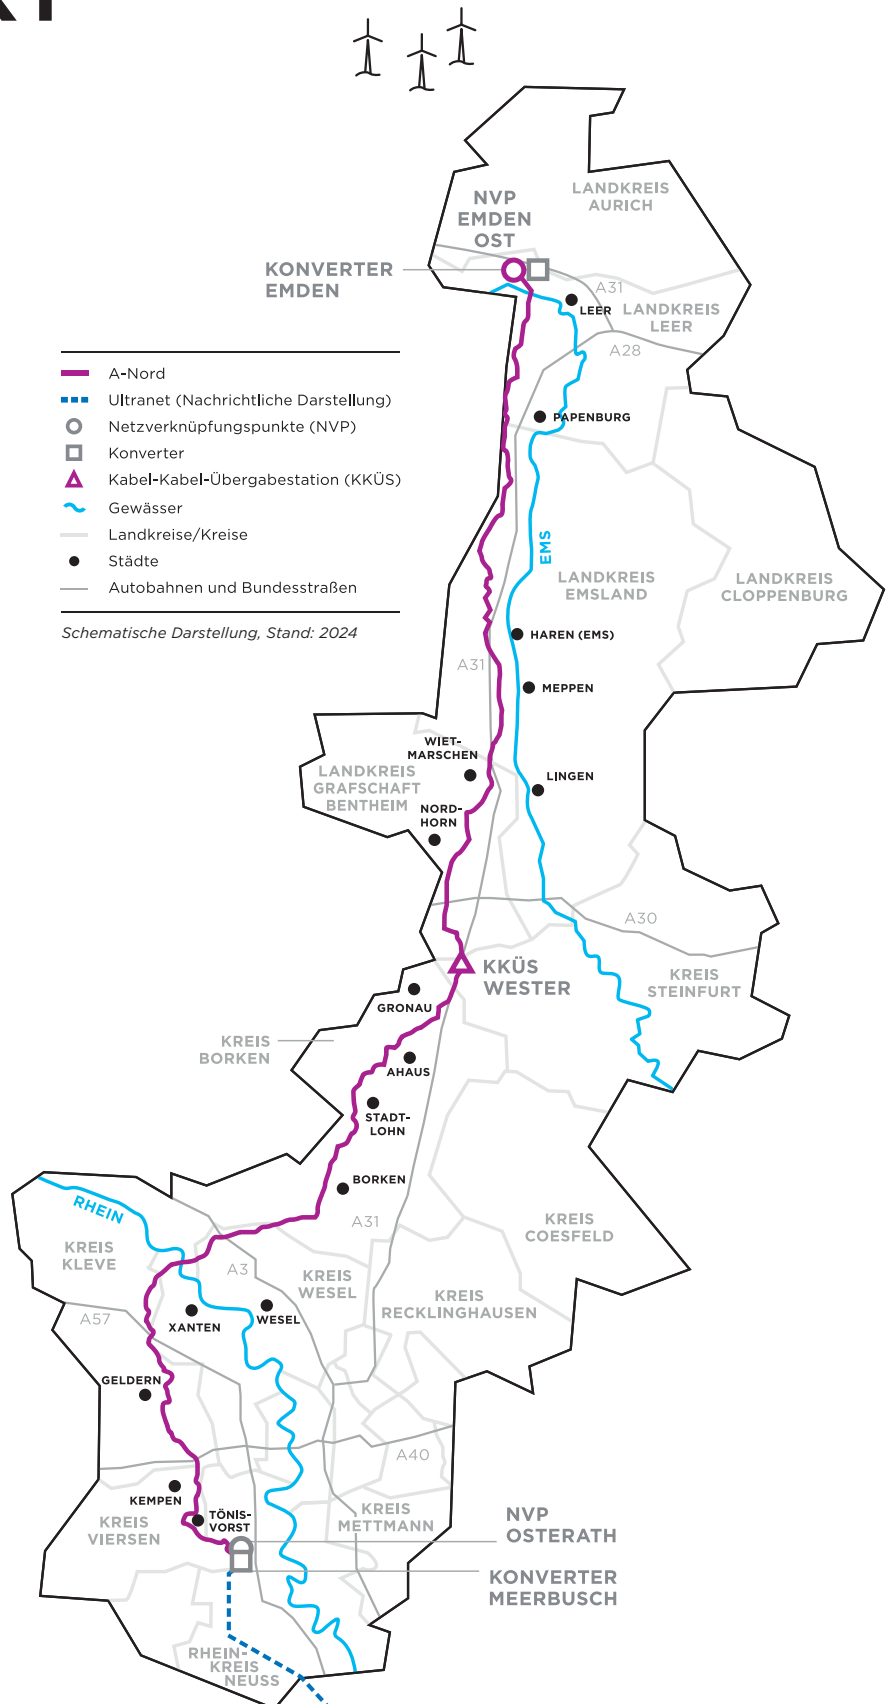 NVP
EMDEN
OST
LANDKREIS
AURICH
KONVERTER
EMDEN
A31
LEER
LANDKREIS
LEER
A28
A-Nord
Ultranet (Nachrichtliche Darstellung)
Netzverknüpfungspunkte (NVP)
Konverter
Kabel-Kabel-Übergabestation (KKÜS)
Gewässer
Landkreise/Kreise
Städte
Autobahnen und Bundesstraßen
Schematische Darstellung, Stand: 2024
PAPENBURG
EMS
LANDKREIS
EMSLAND
LANDKREIS
CLOPPENBURG
HAREN (EMS)
A31
MEPPEN
WIET-
MARSCHEN
LANDKREIS
GRAFSCHAFT
BENTHEIM
LINGEN
NORD-
HORN
A30
KKÜS
WESTER
KREIS
STEINFURT
GRONAU
KREIS
BORKEN
AHAUS
STADT-
LOHN
BORKEN
RHEIN
A31
KREIS
COESFELD
KREIS
KLEVE
A3
KREIS
WESEL
KREIS
RECKLINGHAUSEN
A57
XANTEN
WESEL
GELDERN
A40
KEMPEN
TÖNIS-
VORST
KREIS
VIERSEN
KREIS
METTMANN
NVP
OSTERATH
KONVERTER
MEERBUSCH
RHEIN-
KREIS
NEUSS